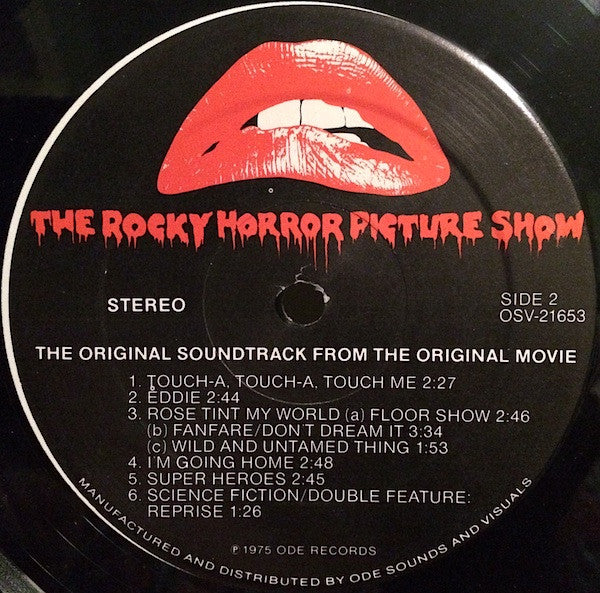 THE ROCKY HORROR PICTURE SHOW
STEREO
SIDE 2
OSV-21653
THE ORIGINAL SOUNDTRACK FROM THE ORIGINAL MOVIE
1. TOUCH-A, TOUCH-A, TOUCH ME 2:27
2. EDDIE 2:44
3. ROSE TINT MY WORLD (a) FLOOR SHOW 2:46
(b) FANFARE/DON'T DREAM IT 3:34
(c) WILD AND UNTAMED THING 1:53
4. I'M GOING HOME 2:48
5. SUPER HEROES 2:45
6. SCIENCE FICTION/DOUBLE FEATURE:
REPRISE 1:26
℗ 1975 ODE RECORDS
MANUFACTURED AND DISTRIBUTED BY ODE SOUNDS AND VISUALS